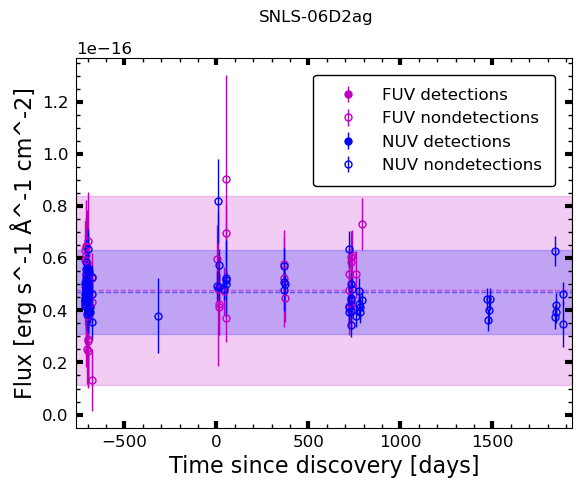 SNLS-06D2ag
1e−16
FUV detections
FUV nondetections
NUV detections
NUV nondetections
1.2
1.0
0.8
0.6
0.4
0.2
0.0
Flux [erg s^-1 Å^-1 cm^-2]
−500 0 500 1000 1500
Time since discovery [days]